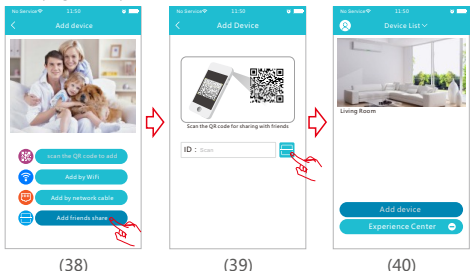 No Service 11:50
Add device
scan the QR code to add
Add by WiFi
Add by network cable
Add friends share
(38)
No Service 11:50
Add Device
Scan the QR code for sharing with friends
ID : Scan
(39)
No Service 11:50
Device List
Living Room
Add device
Experience Center
(40)